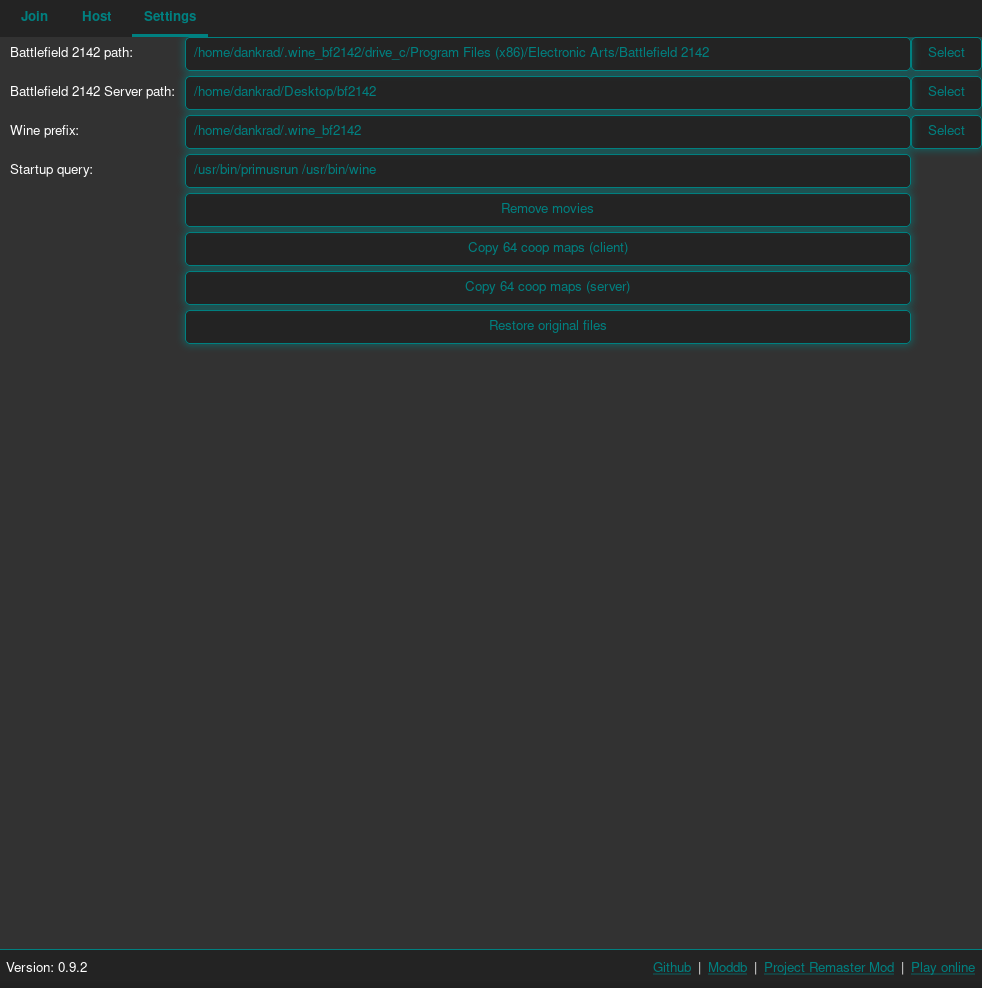 Join Host Settings
Battlefield 2142 path: /home/dankrad/.wine_bf2142/drive_c/Program Files (x86)/Electronic Arts/Battlefield 2142 Select
Battlefield 2142 Server path: /home/dankrad/Desktop/bf2142 Select
Wine prefix: /home/dankrad/.wine_bf2142 Select
Startup query: /usr/bin/primusrun /usr/bin/wine
Remove movies
Copy 64 coop maps (client)
Copy 64 coop maps (server)
Restore original files
Version: 0.9.2 Github | Moddb | Project Remaster Mod | Play online